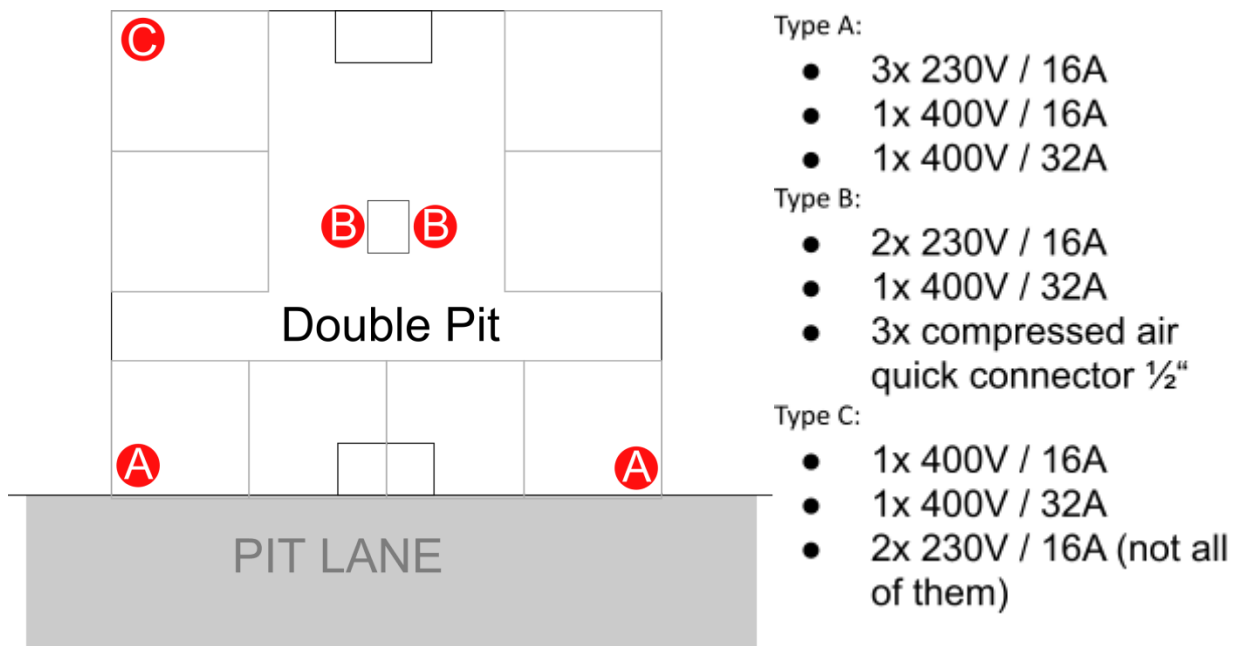 C
B B
Double Pit
A A
PIT LANE
Type A:
● 3x 230V / 16A
● 1x 400V / 16A
● 1x 400V / 32A
Type B:
● 2x 230V / 16A
● 1x 400V / 32A
● 3x compressed air
quick connector ½“
Type C:
● 1x 400V / 16A
● 1x 400V / 32A
● 2x 230V / 16A (not all
of them)